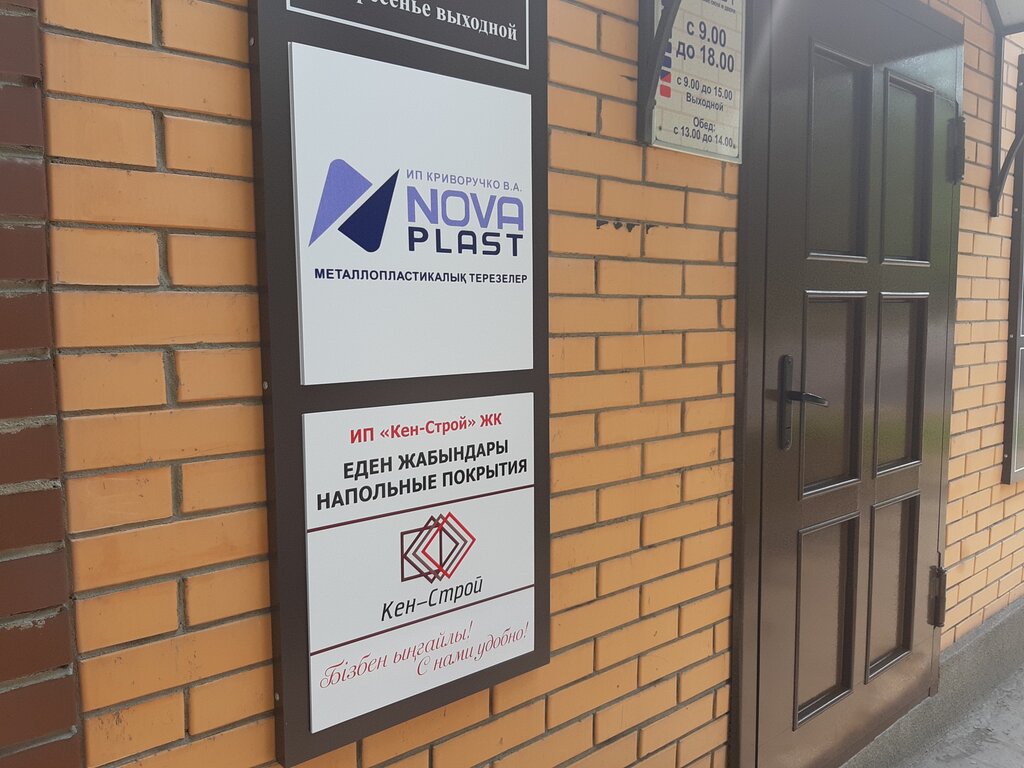 выходной
ИП КРИВОРУЧКО В.А.
NOVA
PLAST
МЕТАЛЛОПЛАСТИКАЛЫҚ ТЕРЕЗЕЛЕР
ИП «Кен-Строй» ЖК
ЕДЕН ЖАБЫНДАРЫ
НАПОЛЬНЫЕ ПОКРЫТИЯ
Кен-Строй
Бізбен ыңғайлы!
С нами удобно!
с 9.00
до 18.00
с 9.00 до 15.00
Выходной
Обед:
с 13.00 до 14.00